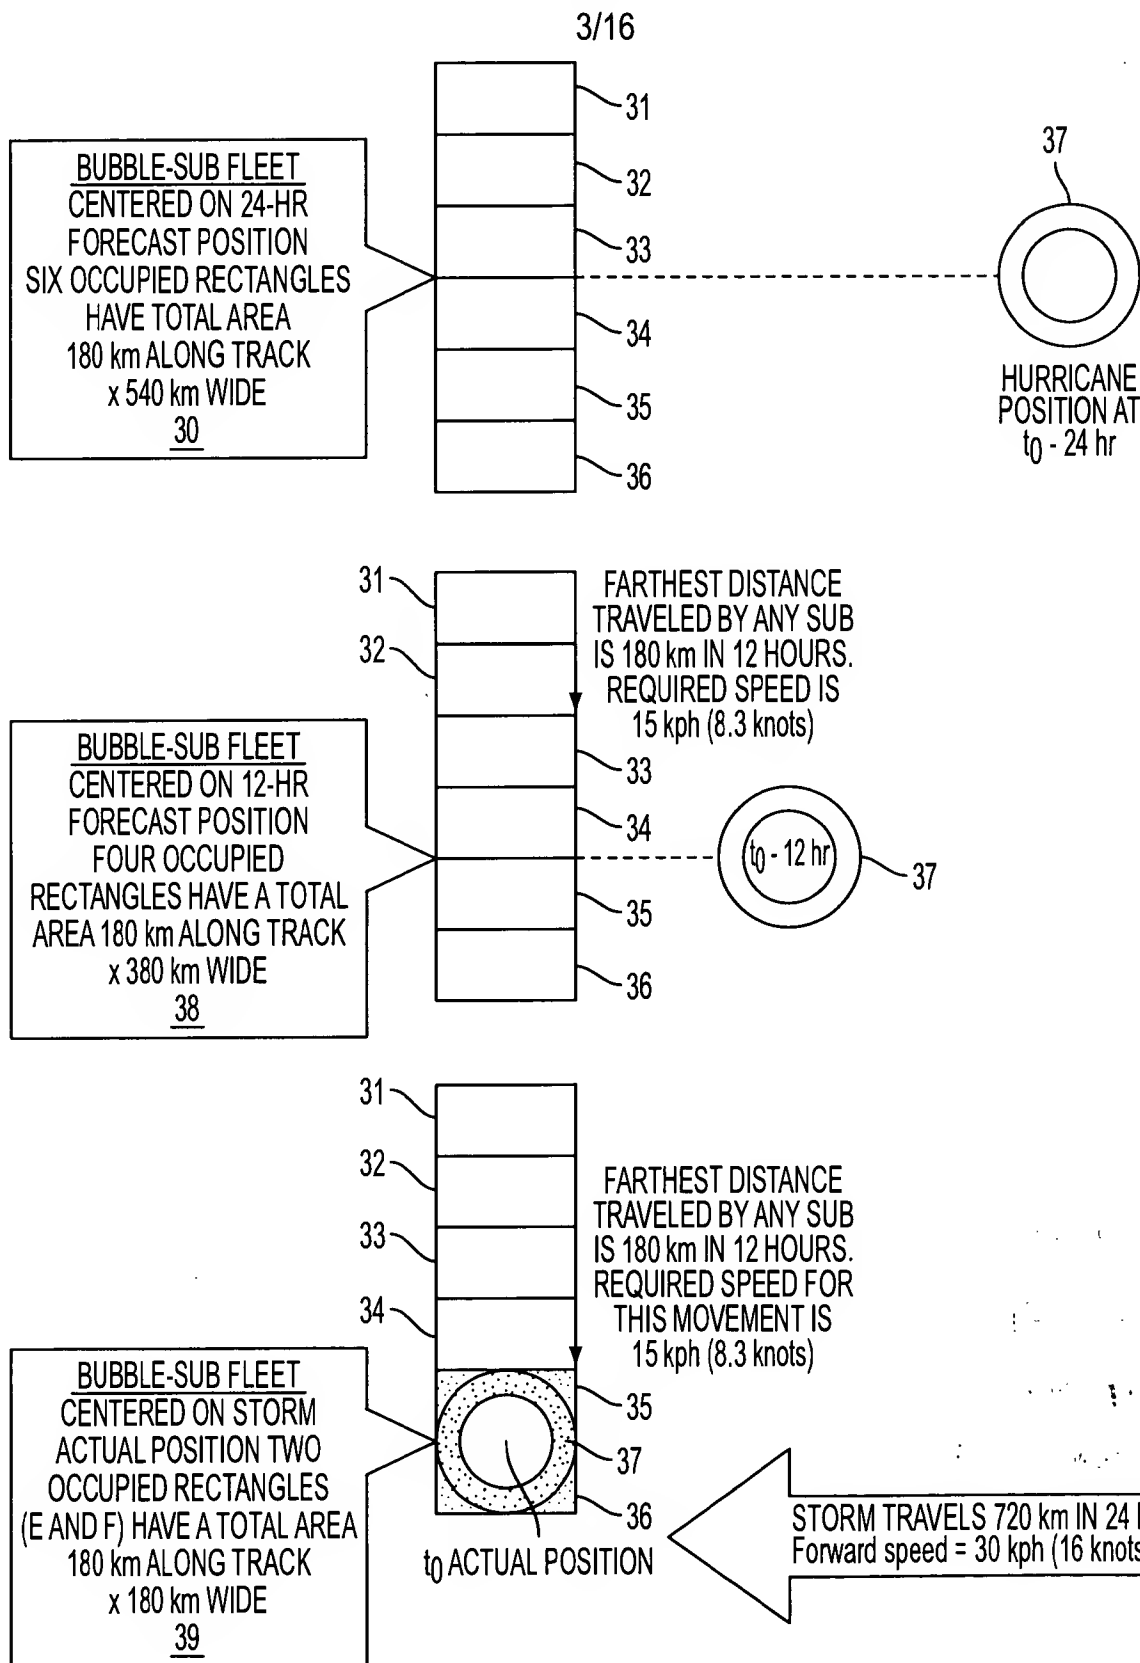 3/16
BUBBLE-SUB FLEET
CENTERED ON 24-HR
FORECAST POSITION
SIX OCCUPIED RECTANGLES
HAVE TOTAL AREA
180 km ALONG TRACK
x 540 km WIDE
30
31
32
33
34
35
36
37
HURRICANE
POSITION AT
t0 - 24 hr
31
32
FARTHEST DISTANCE
TRAVELED BY ANY SUB
IS 180 km IN 12 HOURS.
REQUIRED SPEED IS
15 kph (8.3 knots)
BUBBLE-SUB FLEET
CENTERED ON 12-HR
FORECAST POSITION
FOUR OCCUPIED
RECTANGLES HAVE A TOTAL
AREA 180 km ALONG TRACK
x 380 km WIDE
38
33
34
35
36
t0 - 12 hr
37
31
32
33
34
FARTHEST DISTANCE
TRAVELED BY ANY SUB
IS 180 km IN 12 HOURS.
REQUIRED SPEED FOR
THIS MOVEMENT IS
15 kph (8.3 knots)
BUBBLE-SUB FLEET
CENTERED ON STORM
ACTUAL POSITION TWO
OCCUPIED RECTANGLES
(E AND F) HAVE A TOTAL AREA
180 km ALONG TRACK
x 180 km WIDE
39
35
37
36
t0 ACTUAL POSITION
STORM TRAVELS 720 km IN 24
Forward speed = 30 kph (16 knots